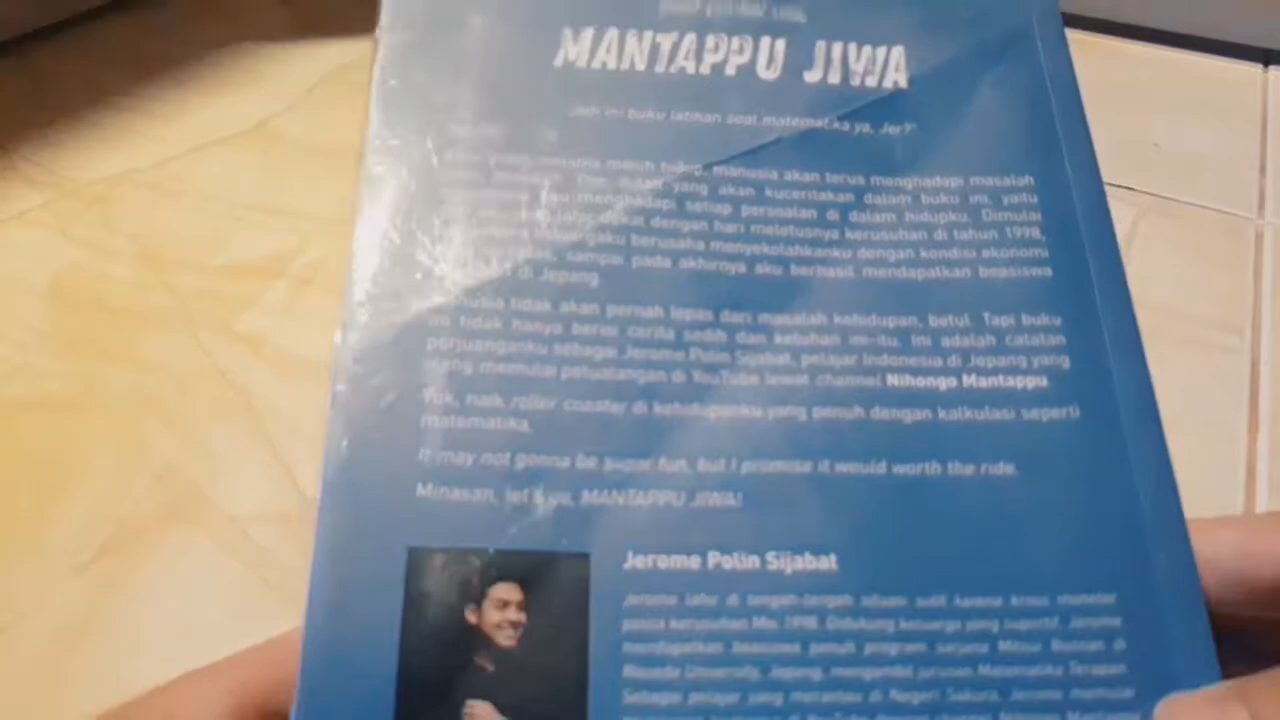 MANTAPPU JIWA
ini buku latihan soal matematika ya, Jer?"
masih hidup, manusia akan terus menghadapi masalah
yang akan kuceritakan dalam buku ini, yaitu
menghadapi setiap persoalan di dalam hidupku. Dimulai
dekat dengan hari meletusnya kerusuhan di tahun 1998,
berusaha menyekolahkanku dengan kondisi ekonomi
sampai pada akhirnya aku berhasil mendapatkan beasiswa
di Jepang.
tidak akan pernah lepas dari masalah kehidupan, betul. Tapi buku
ini tidak hanya berisi cerita sedih dan keluhan ini-itu. Ini adalah catatan
perjuanganku sebagai Jerome Polin Sijabat, pelajar Indonesia di Jepang yang
memulai petualangan di YouTube lewat channel Nihongo Mantappu.
Yuk, naik roller coaster di kehidupanku yang penuh dengan kalkulasi seperti
matematika.
It may not gonna be super fun, but I promise it would worth the ride.
Minasan, let's go, MANTAPPU JIWA!
Jerome Polin Sijabat
Jerome lahir di tengah-tengah situasi sulit karena krisis moneter
pasca kerusuhan Mei 1998. Didukung keluarga yang suportif, Jerome
mendapatkan beasiswa penuh program sarjana Mitsui Bussan di
Waseda University, Jepang, mengambil jurusan Matematika Terapan.
Sebagai pelajar yang merantau di Negeri Sakura, Jerome memulai